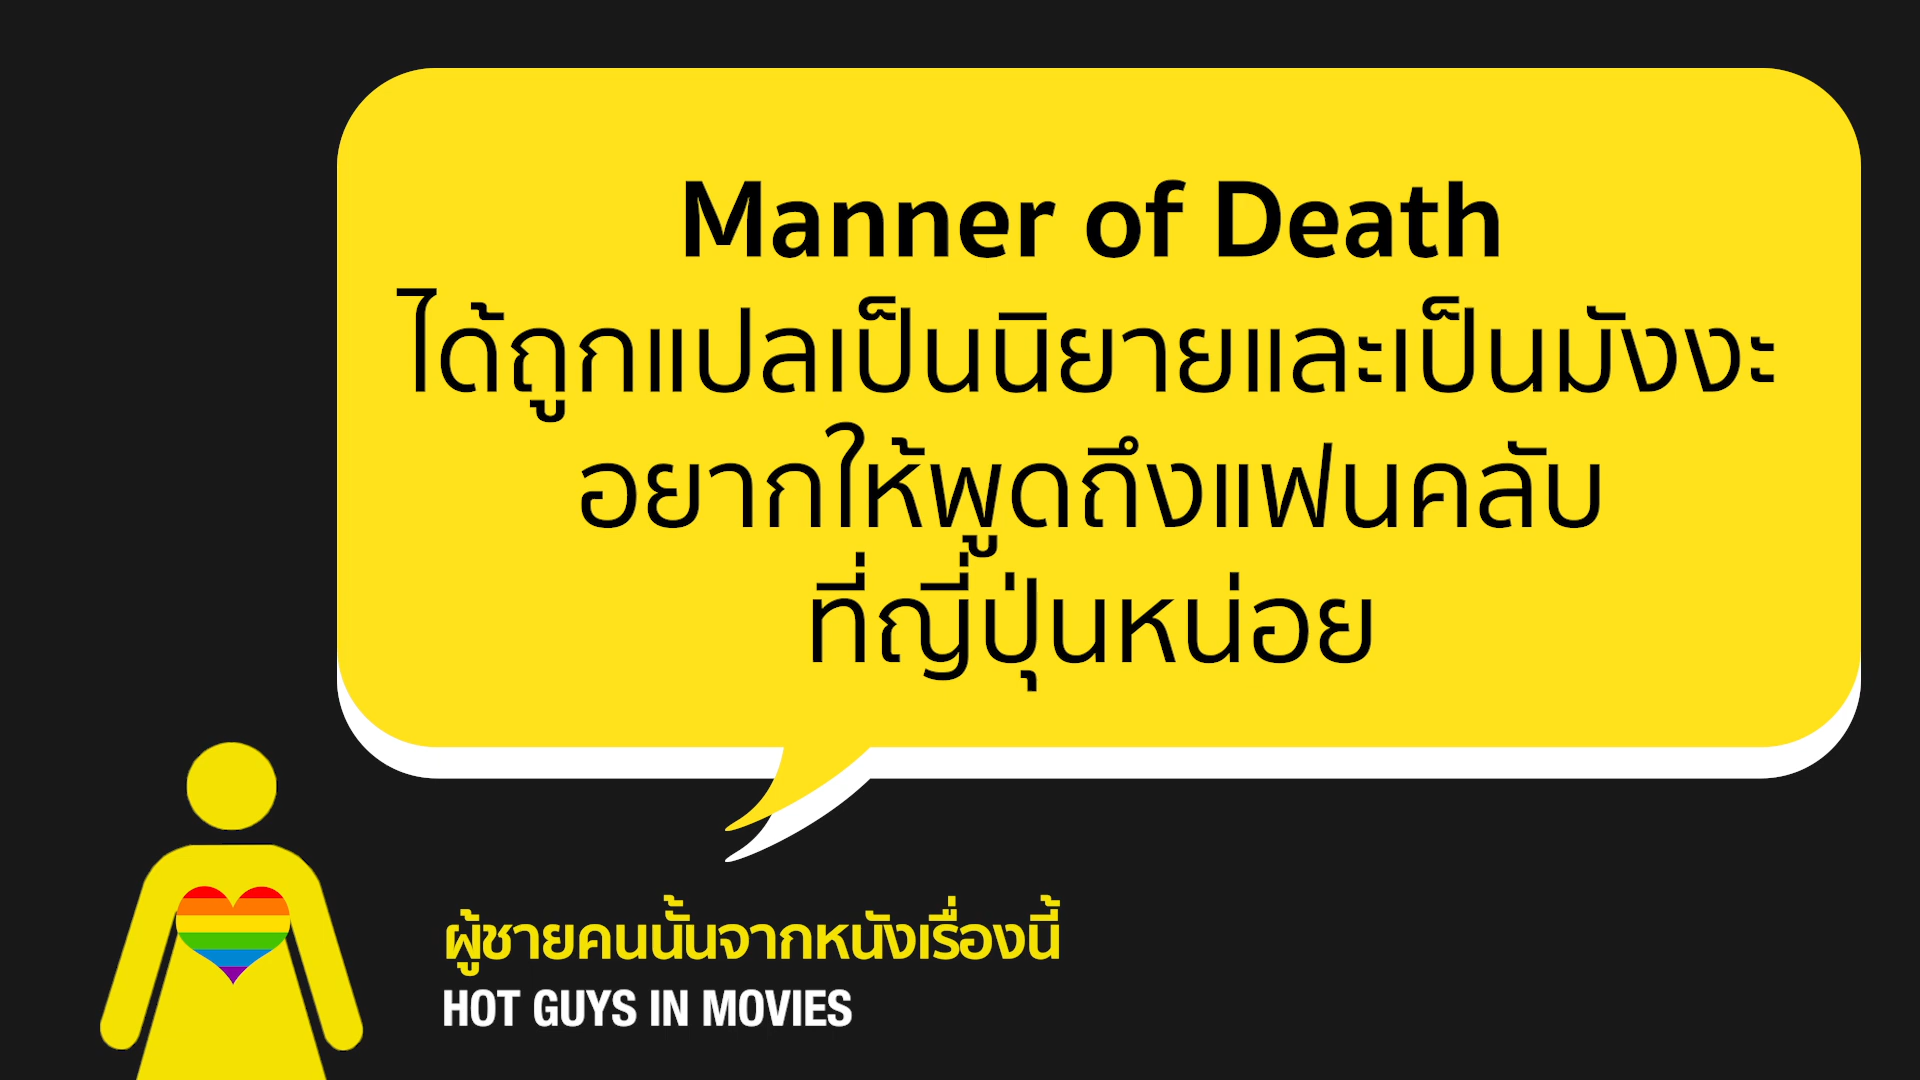 Manner of Death
ได้ถูกแปลเป็นนิยายและเป็นมังงะ
อยากให้พูดถึงแฟนคลับ
ที่ญี่ปุ่นหน่อย
ผู้ชายคนนั้นจากหนังเรื่องนี้
HOT GUYS IN MOVIES